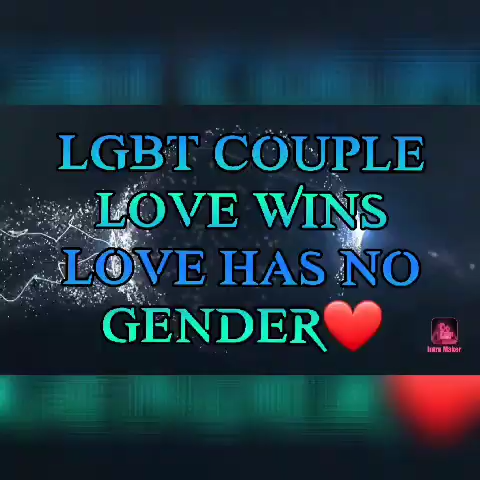 LGBT COUPLE
LOVE WINS
LOVE HAS NO
GENDER❤️
Intro Maker